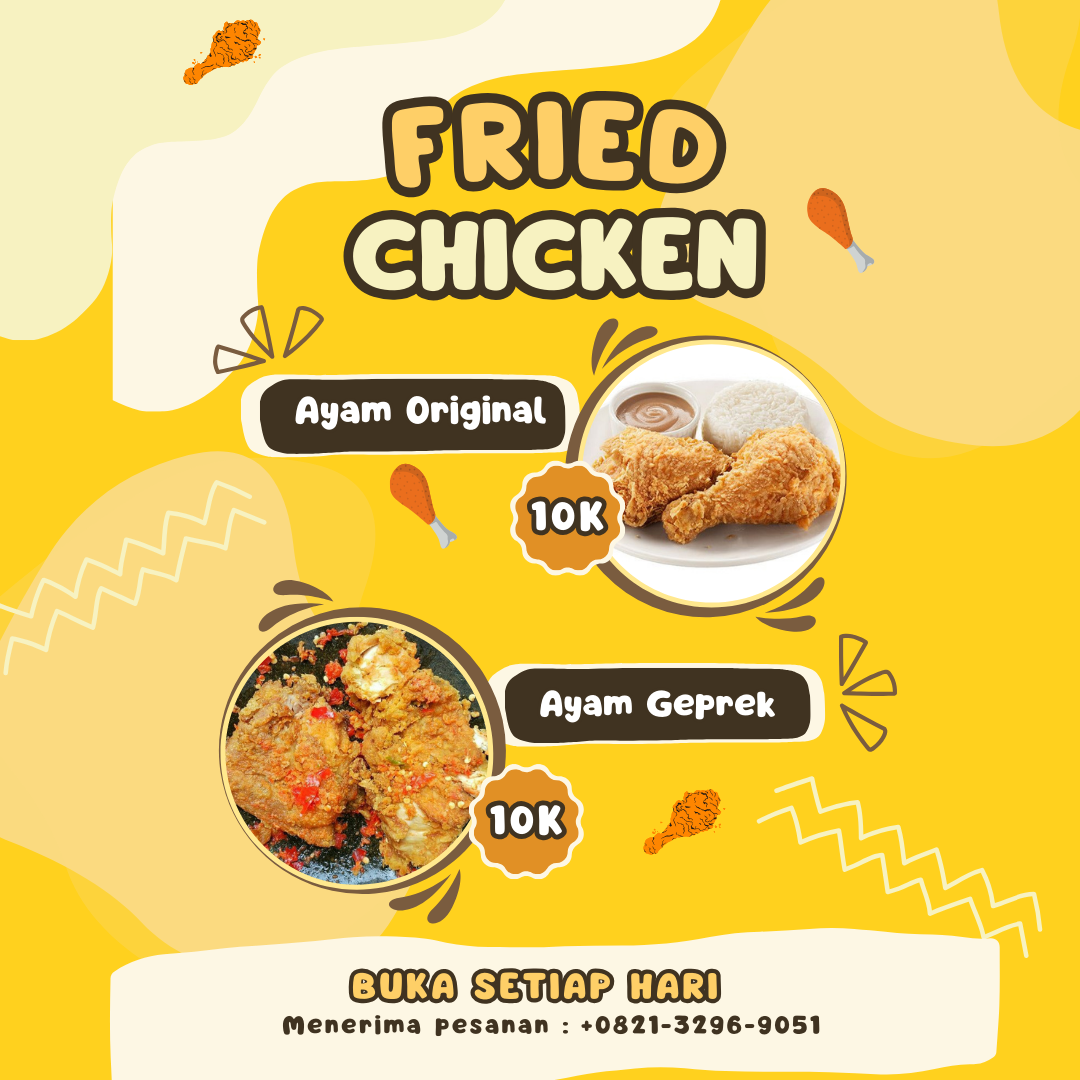 FRIED
CHICKEN
Ayam Original
10K
Ayam Geprek
10K
BUKA SETIAP HARI
Menerima pesanan : +0821-3296-9051